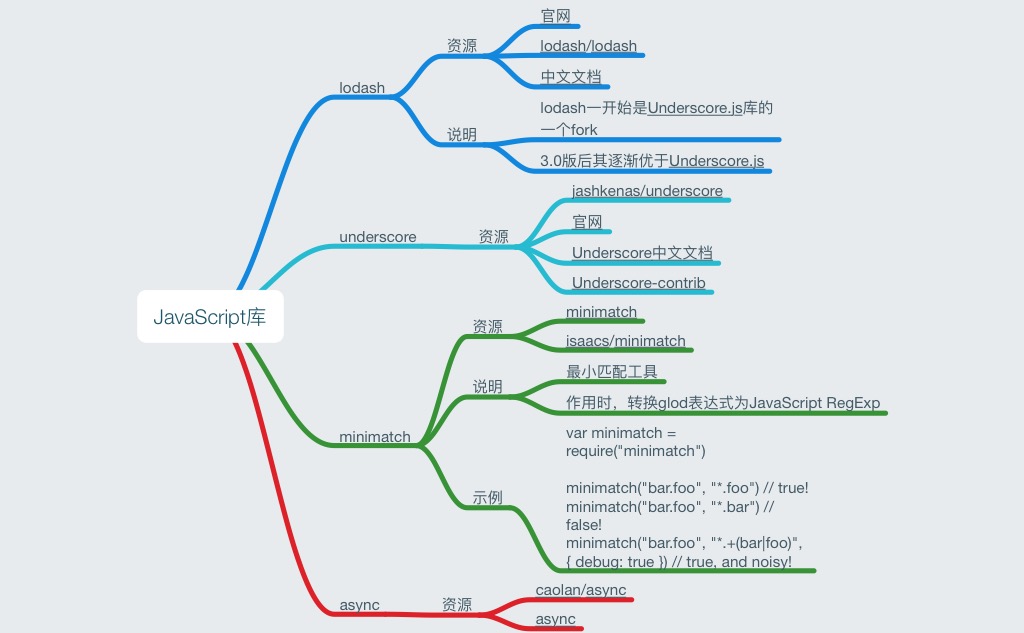 JavaScript库
lodash
资源
官网
lodash/lodash
中文文档
说明
lodash一开始是Underscore.js库的
一个fork
3.0版后其逐渐优于Underscore.js
underscore
资源
jashkenas/underscore
官网
Underscore中文文档
Underscore-contrib
minimatch
资源
minimatch
isaacs/minimatch
说明
最小匹配工具
作用时，转换glod表达式为JavaScript RegExp
示例
var minimatch =
require("minimatch")
minimatch("bar.foo", "*.foo") // true!
minimatch("bar.foo", "*.bar") //
false!
minimatch("bar.foo", "*.+(bar|foo)",
{ debug: true }) // true, and noisy!
async
资源
caolan/async
async